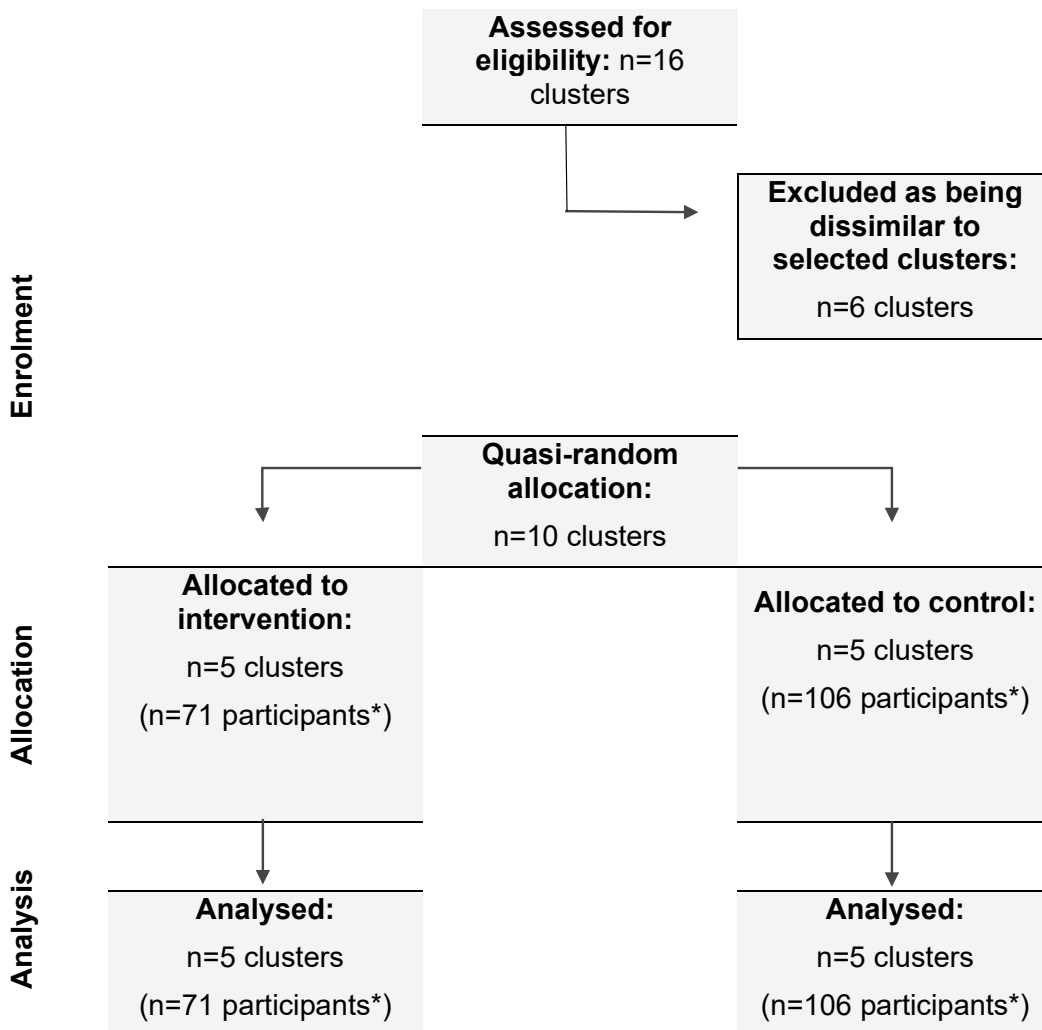 Assessed for
eligibility: n=16
clusters
Excluded as being
dissimilar to
selected clusters:
n=6 clusters
Enrolment
Quasi-random
allocation:
n=10 clusters
Allocated to
intervention:
n=5 clusters
(n=71 participants*)
Allocated to control:
n=5 clusters
(n=106 participants*)
Allocation
Analysed:
n=5 clusters
(n=71 participants*)
Analysed:
n=5 clusters
(n=106 participants*)
Analysis